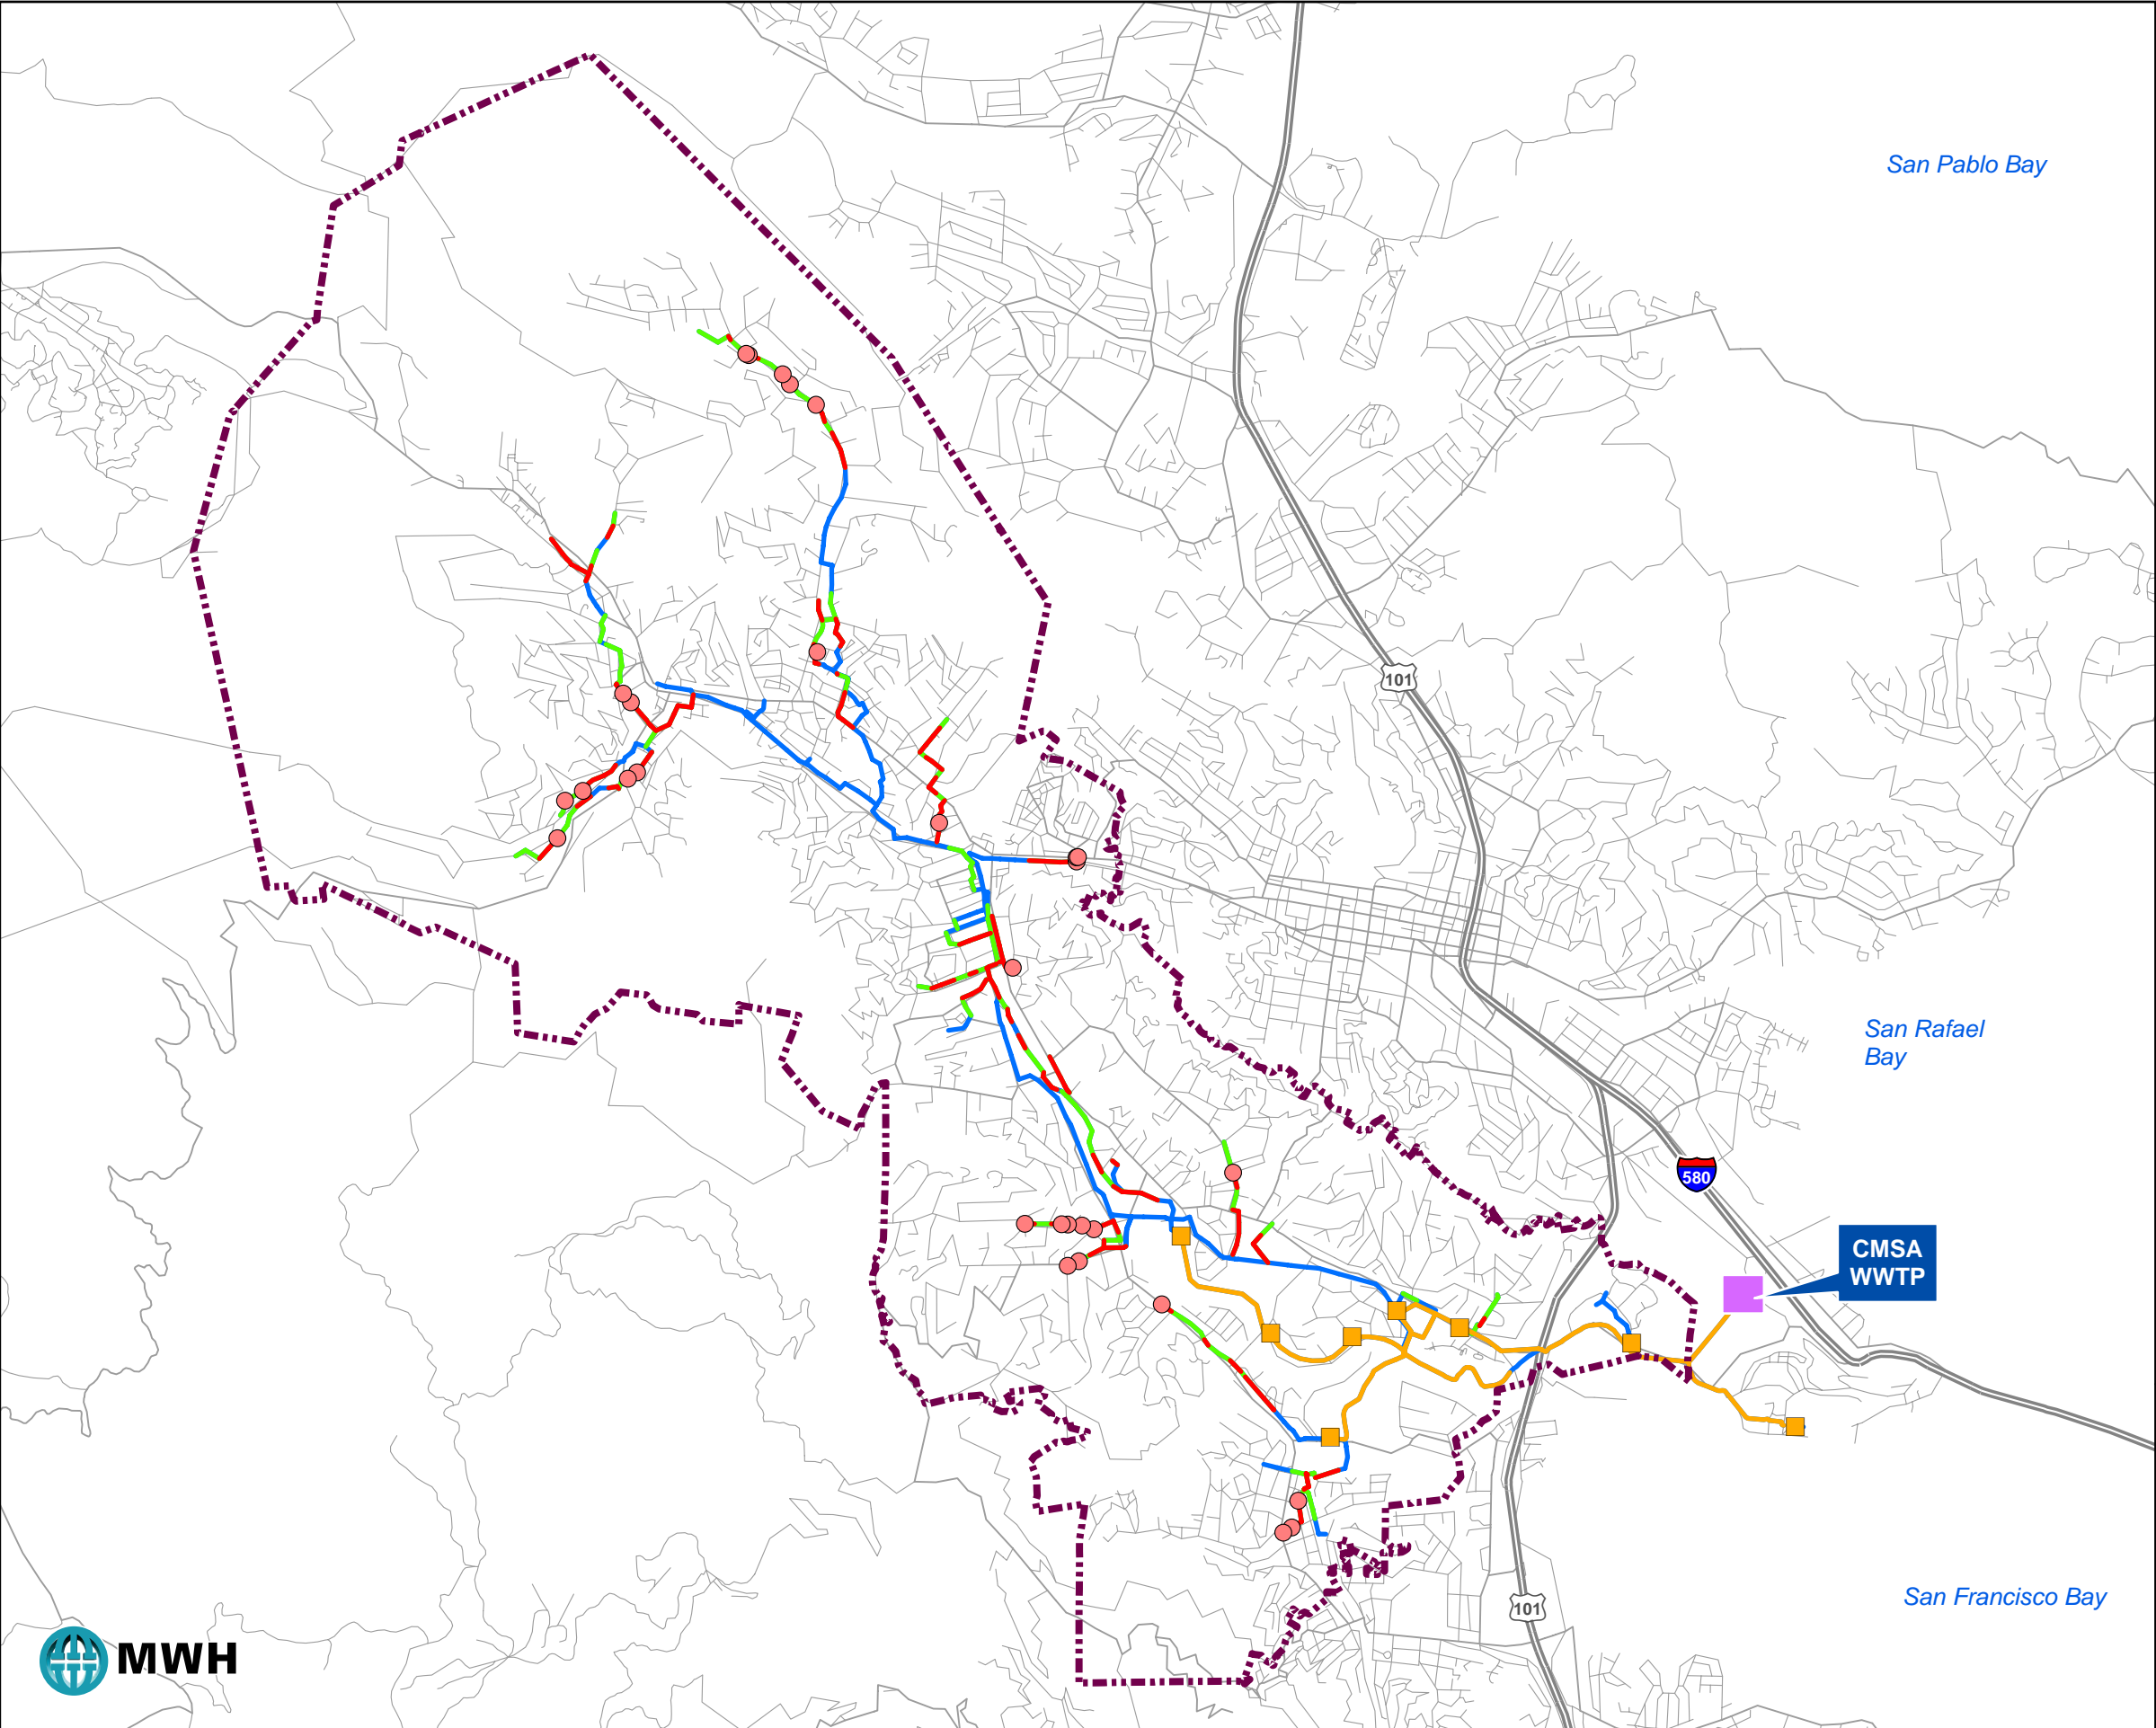 San Pablo Bay
101
San Rafael
Bay
580
CMSA
WWTP
San Francisco Bay
101
MWH